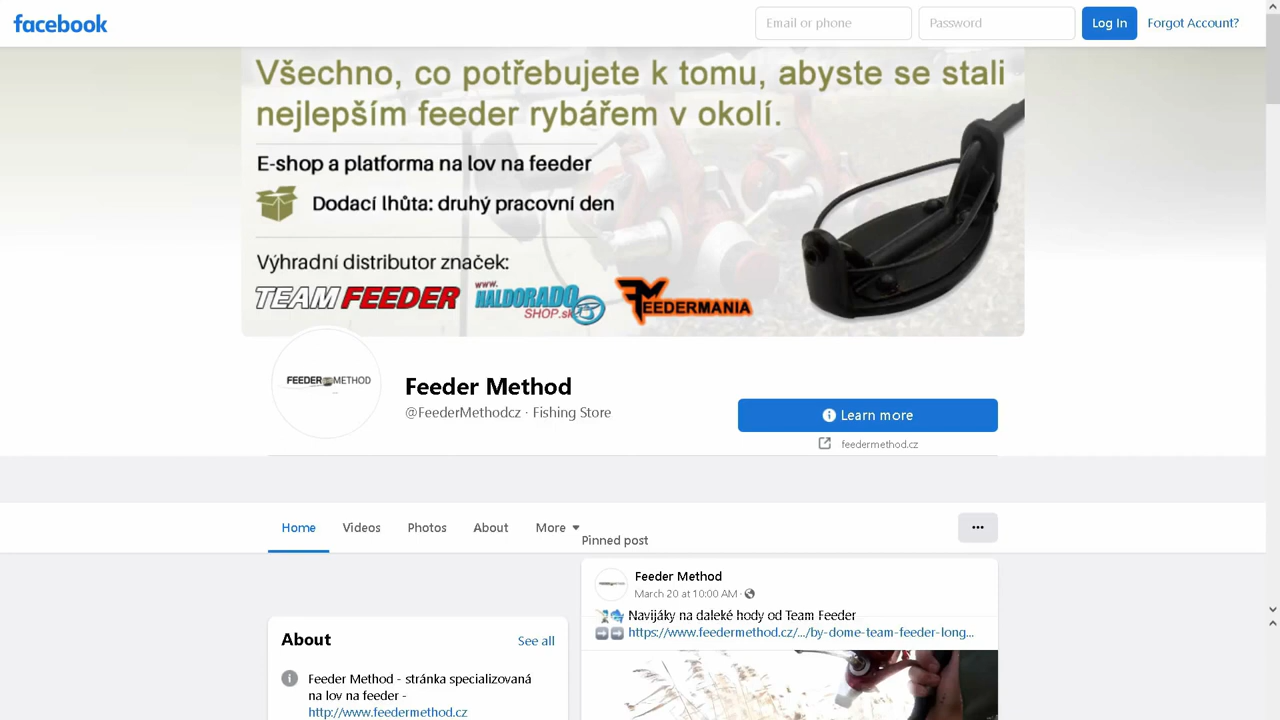 facebook
Email or phone
Password
Log In
Forgot Account?
Všechno, co potřebujete k tomu, abyste se stali
nejlepším feeder rybářem v okolí.
E-shop a platforma na lov na feeder
Dodací lhůta: druhý pracovní den
Výhradní distributor značek:
TEAM FEEDER
www.
HALDORADO
SHOP.sk
FEEDERMANIA
FEEDER METHOD
Feeder Method
@FeederMethodcz · Fishing Store
Learn more
feedermethod.cz
Home
Videos
Photos
About
More
Pinned post
Feeder Method
March 20 at 10:00 AM ·
Navijáky na daleké hody od Team Feeder
https://www.feedermethod.cz/.../by-dome-team-feeder-long...
About
See all
Feeder Method - stránka specializovaná
na lov na feeder -
http://www.feedermethod.cz